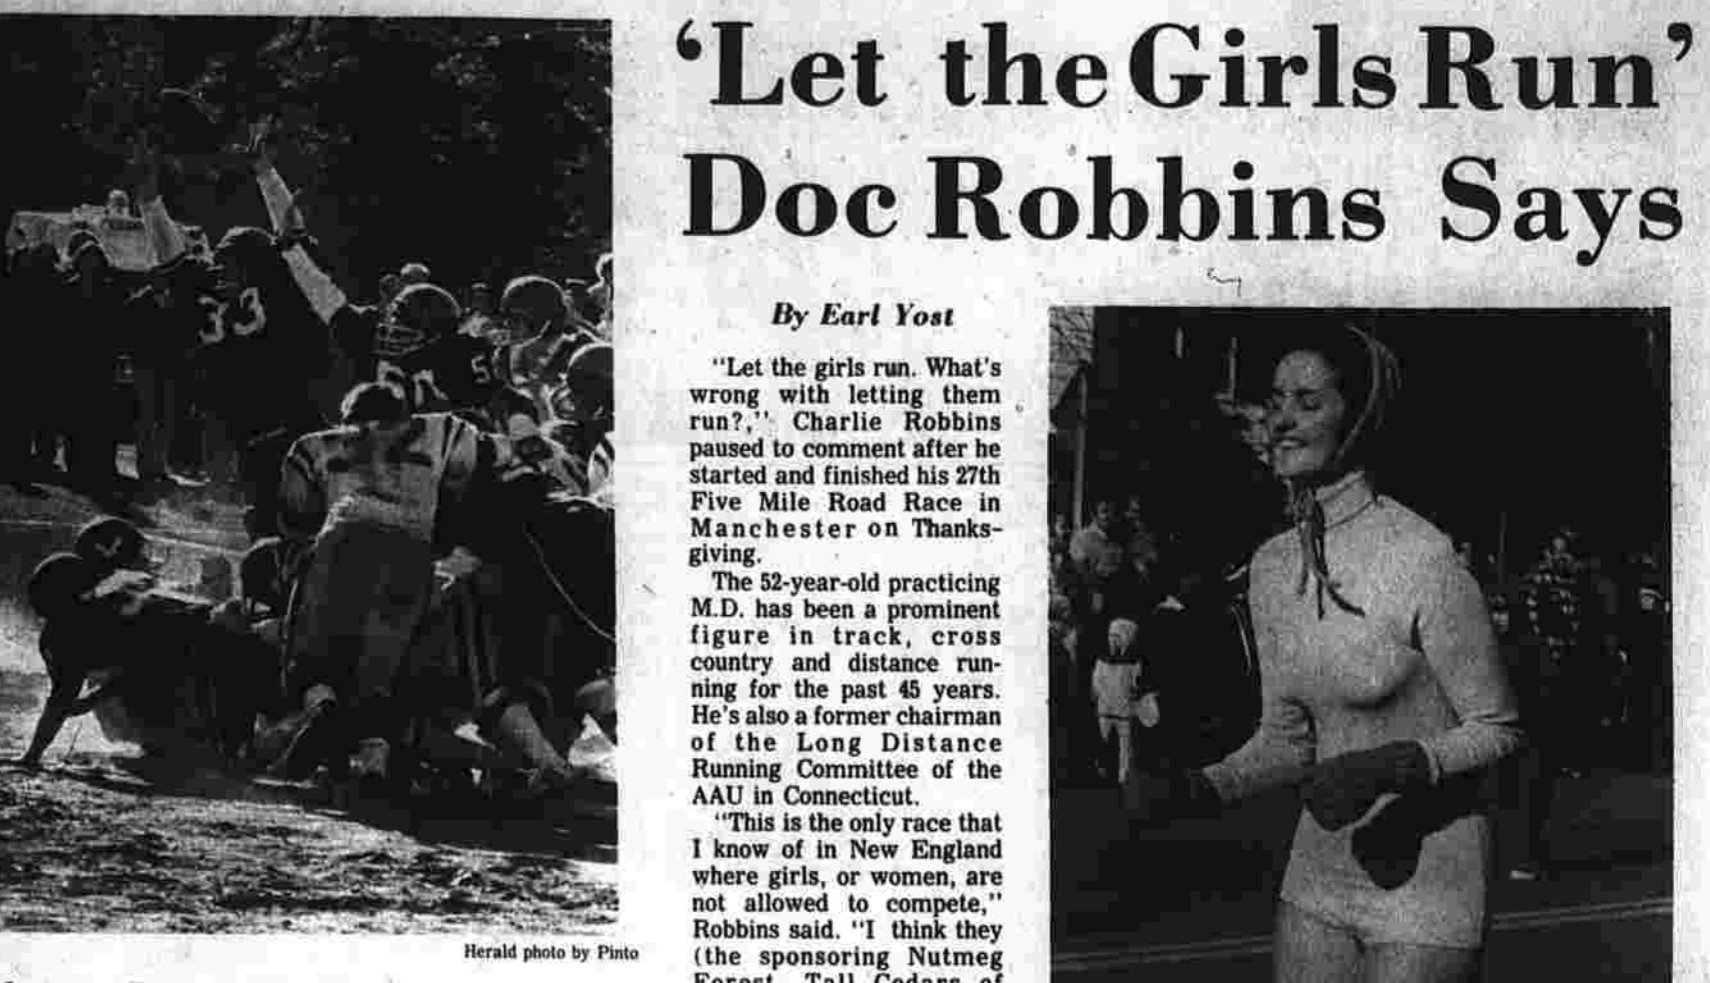 'Let the Girls Run'
Doc Robbins Says
By Earl Yost
"Let the girls run. What's
wrong with letting them
run?," Charlie Robbins
paused to comment after he
started and finished his 27th
Five Mile Road Race in
Manchester on Thanks-
giving.
The 52-year-old practicing
M.D. has been a prominent
figure in track, cross
country and distance run-
ning for the past 45 years.
He's also a former chairman
of the Long Distance
Running Committee of the
AAU in Connecticut.
"This is the only race that
I know of in New England
where girls, or women, are
not allowed to compete,"
Robbins said. "I think they
(the sponsoring Nutmeg
Forest, Tall Cedars of
33
Herald photo by Pinto